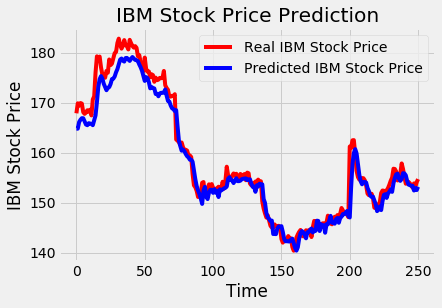 IBM Stock Price Prediction
Real IBM Stock Price
Predicted IBM Stock Price
IBM Stock Price
180
170
160
150
140
0 50 100 150 200 250
Time